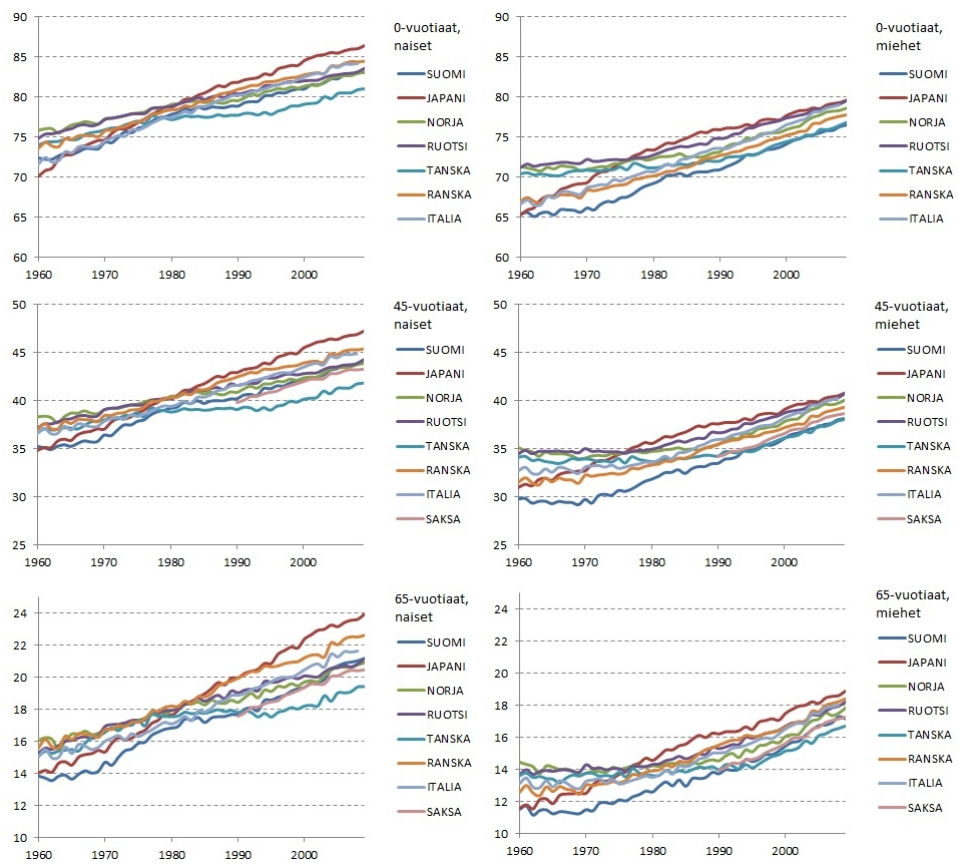 0-vuotiaat,
naiset
SUOMI
JAPANI
NORJA
RUOTSI
TANSKA
RANSKA
ITALIA
90
85
80
75
70
65
60
1960 1970 1980 1990 2000
0-vuotiaat,
miehet
SUOMI
JAPANI
NORJA
RUOTSI
TANSKA
RANSKA
ITALIA
90
85
80
75
70
65
60
1960 1970 1980 1990 2000
45-vuotiaat,
naiset
SUOMI
JAPANI
NORJA
RUOTSI
TANSKA
RANSKA
ITALIA
SAKSA
50
45
40
35
30
25
1960 1970 1980 1990 2000
45-vuotiaat,
miehet
SUOMI
JAPANI
NORJA
RUOTSI
TANSKA
RANSKA
ITALIA
SAKSA
50
45
40
35
30
25
1960 1970 1980 1990 2000
65-vuotiaat,
naiset
SUOMI
JAPANI
NORJA
RUOTSI
TANSKA
RANSKA
ITALIA
SAKSA
24
22
20
18
16
14
12
10
1960 1970 1980 1990 2000
65-vuotiaat,
miehet
SUOMI
JAPANI
NORJA
RUOTSI
TANSKA
RANSKA
ITALIA
SAKSA
24
22
20
18
16
14
12
10
1960 1970 1980 1990 2000